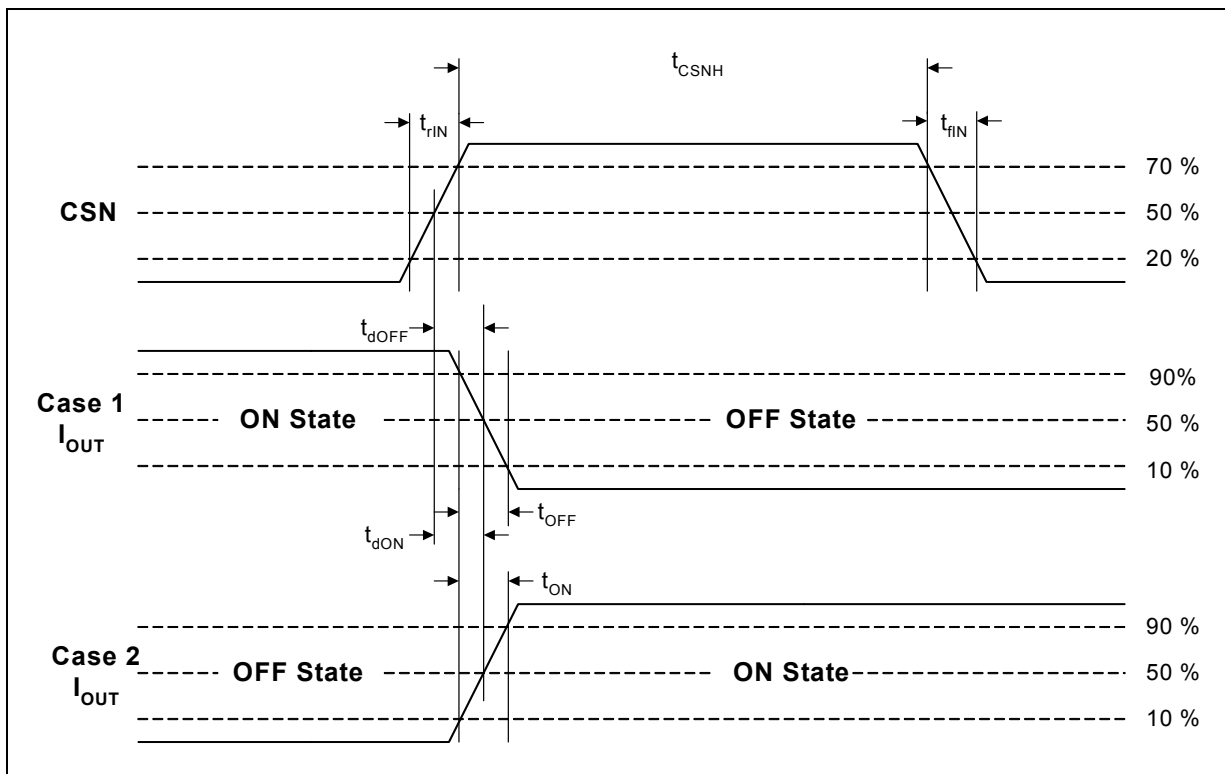 t_CSNH
t_rIN
t_fIN
CSN
70 %
50 %
20 %
t_dOFF
Case 1
I_OUT
ON State
OFF State
90%
50 %
10 %
t_OFF
t_dON
t_ON
Case 2
I_OUT
OFF State
ON State
90 %
50 %
10 %